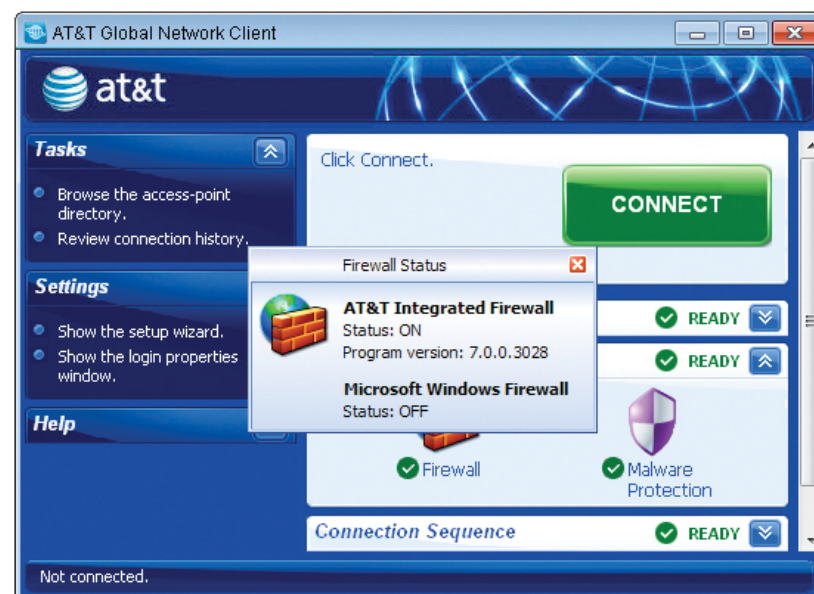 AT&T Global Network Client
at&t
Tasks
Browse the access-point
directory.
Review connection history.
Settings
Show the setup wizard.
Show the login properties
window.
Help
Click Connect.
CONNECT
Firewall Status
AT&T Integrated Firewall
Status: ON
Program version: 7.0.0.3028
Microsoft Windows Firewall
Status: OFF
READY
READY
Firewall
Malware
Protection
Connection Sequence
READY
Not connected.